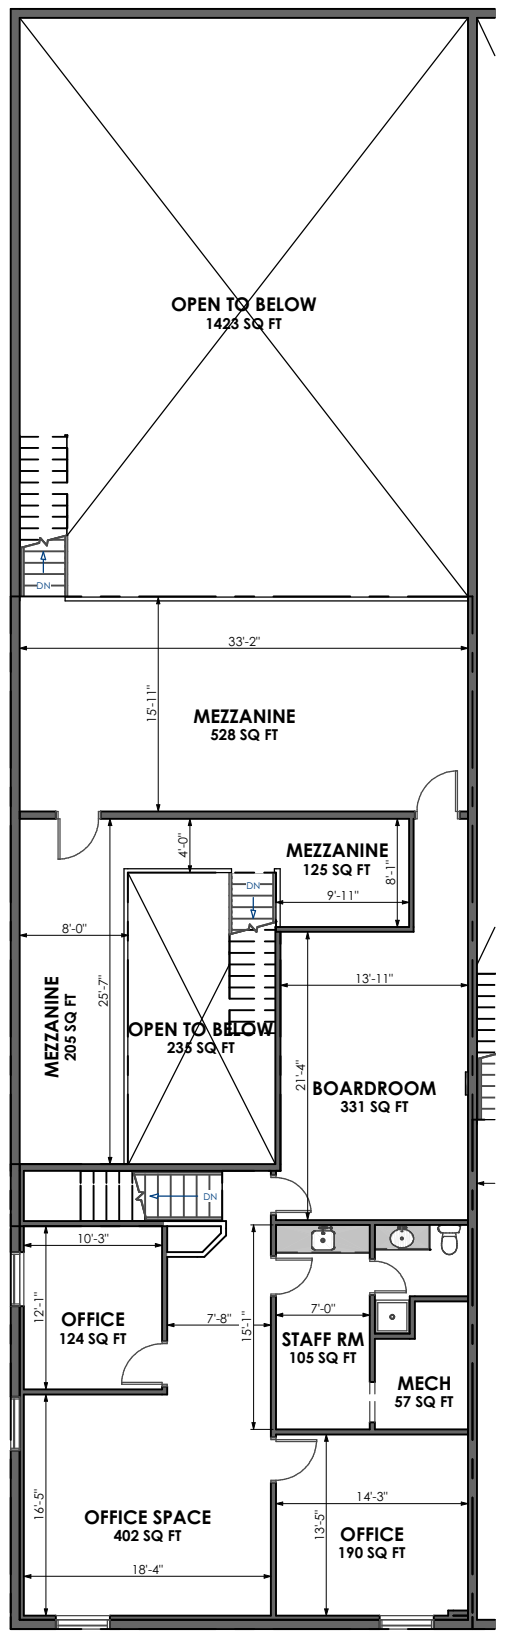 OPEN TO BELOW
1423 SQ FT
DN
33'-2"
15'-11"
MEZZANINE
528 SQ FT
4'-0"
MEZZANINE
125 SQ FT
8'-1"
DN
9'-11"
8'-0"
25'-7"
13'-11"
MEZZANINE
205 SQ FT
OPEN TO BELOW
235 SQ FT
21'-4"
BOARDROOM
331 SQ FT
DN
10'-3"
12'-1"
OFFICE
124 SQ FT
7'-8"
15'-1"
7'-0"
STAFF RM
105 SQ FT
MECH
57 SQ FT
16'-5"
OFFICE SPACE
402 SQ FT
18'-4"
14'-3"
13'-5"
OFFICE
190 SQ FT